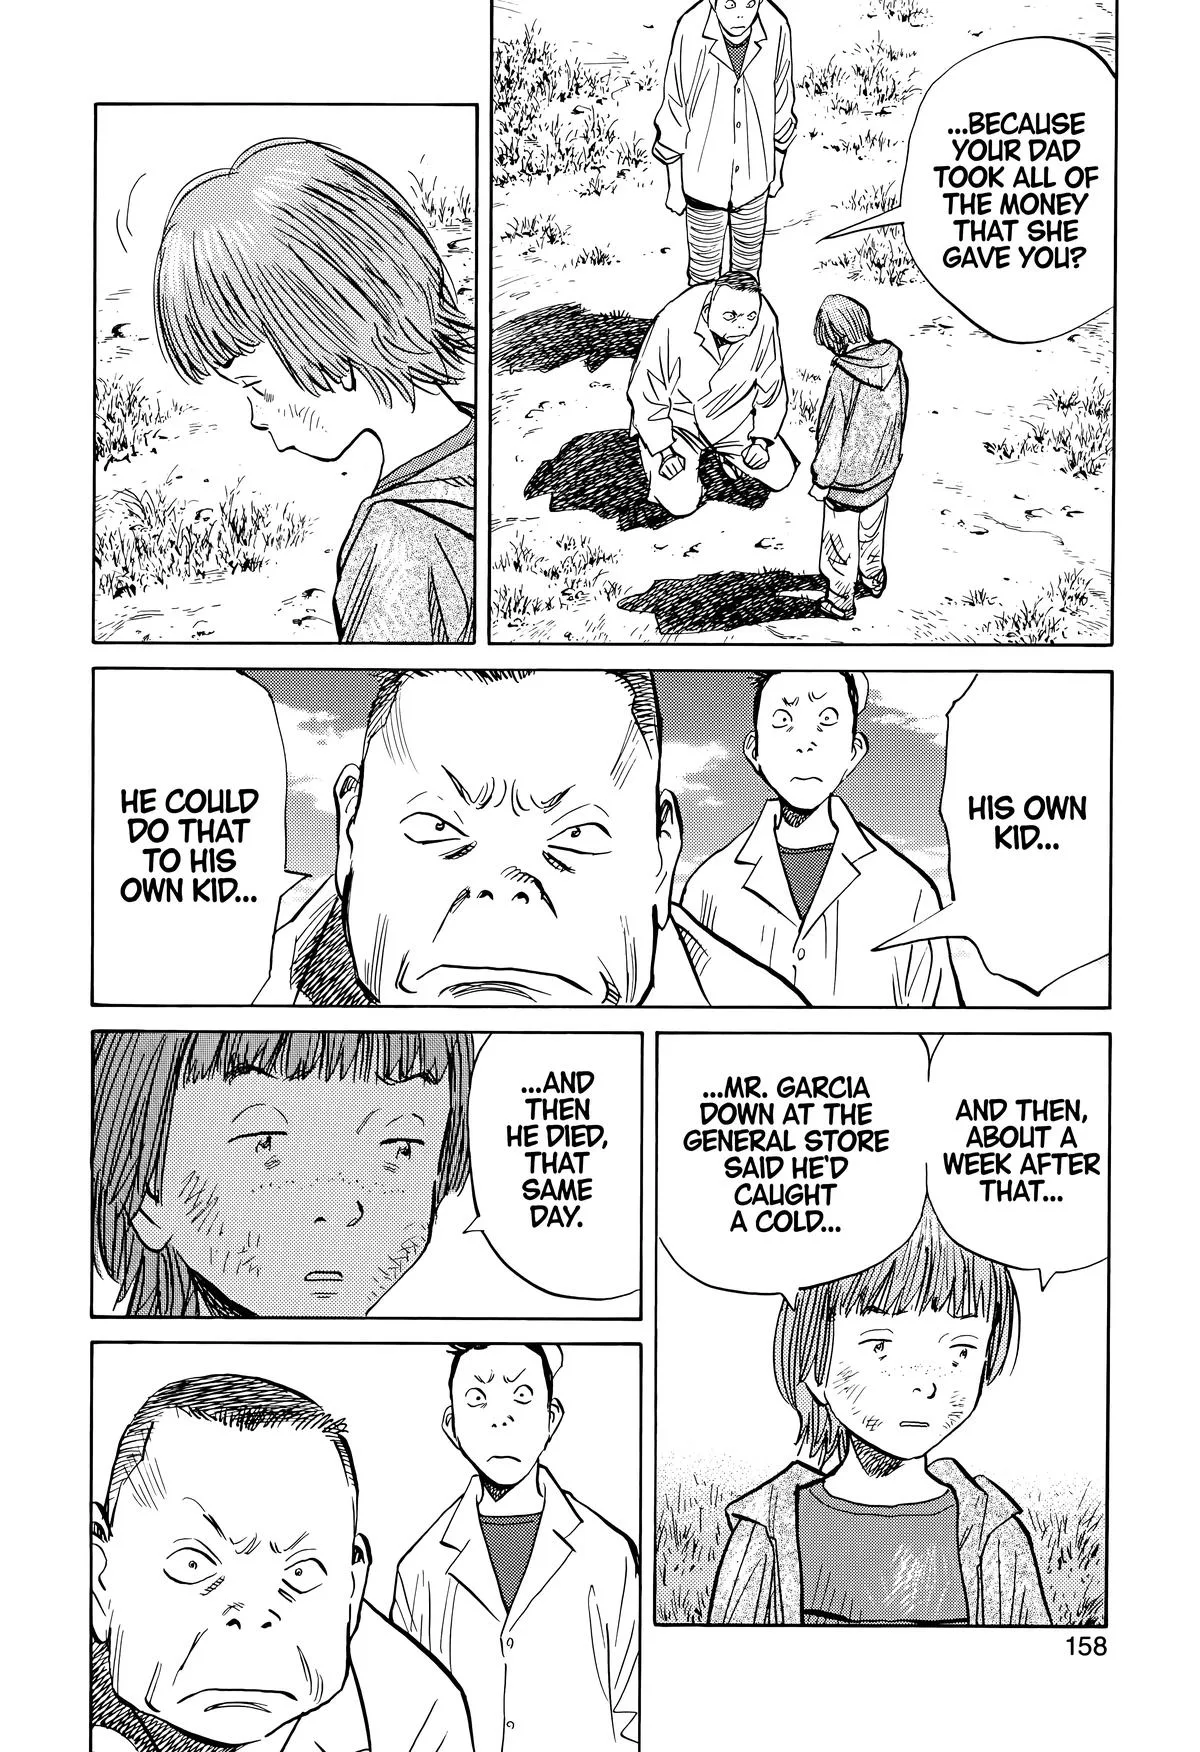 ...BECAUSE
YOUR DAD
TOOK ALL OF
THE MONEY
THAT SHE
GAVE YOU?
HIS OWN
KID...
HE COULD
DO THAT
TO HIS
OWN KID...
AND THEN,
ABOUT A
WEEK AFTER
THAT...
...MR. GARCIA
DOWN AT THE
GENERAL STORE
SAID HE'D
CAUGHT
A COLD...
...AND
THEN
HE DIED,
THAT
SAME
DAY.
158